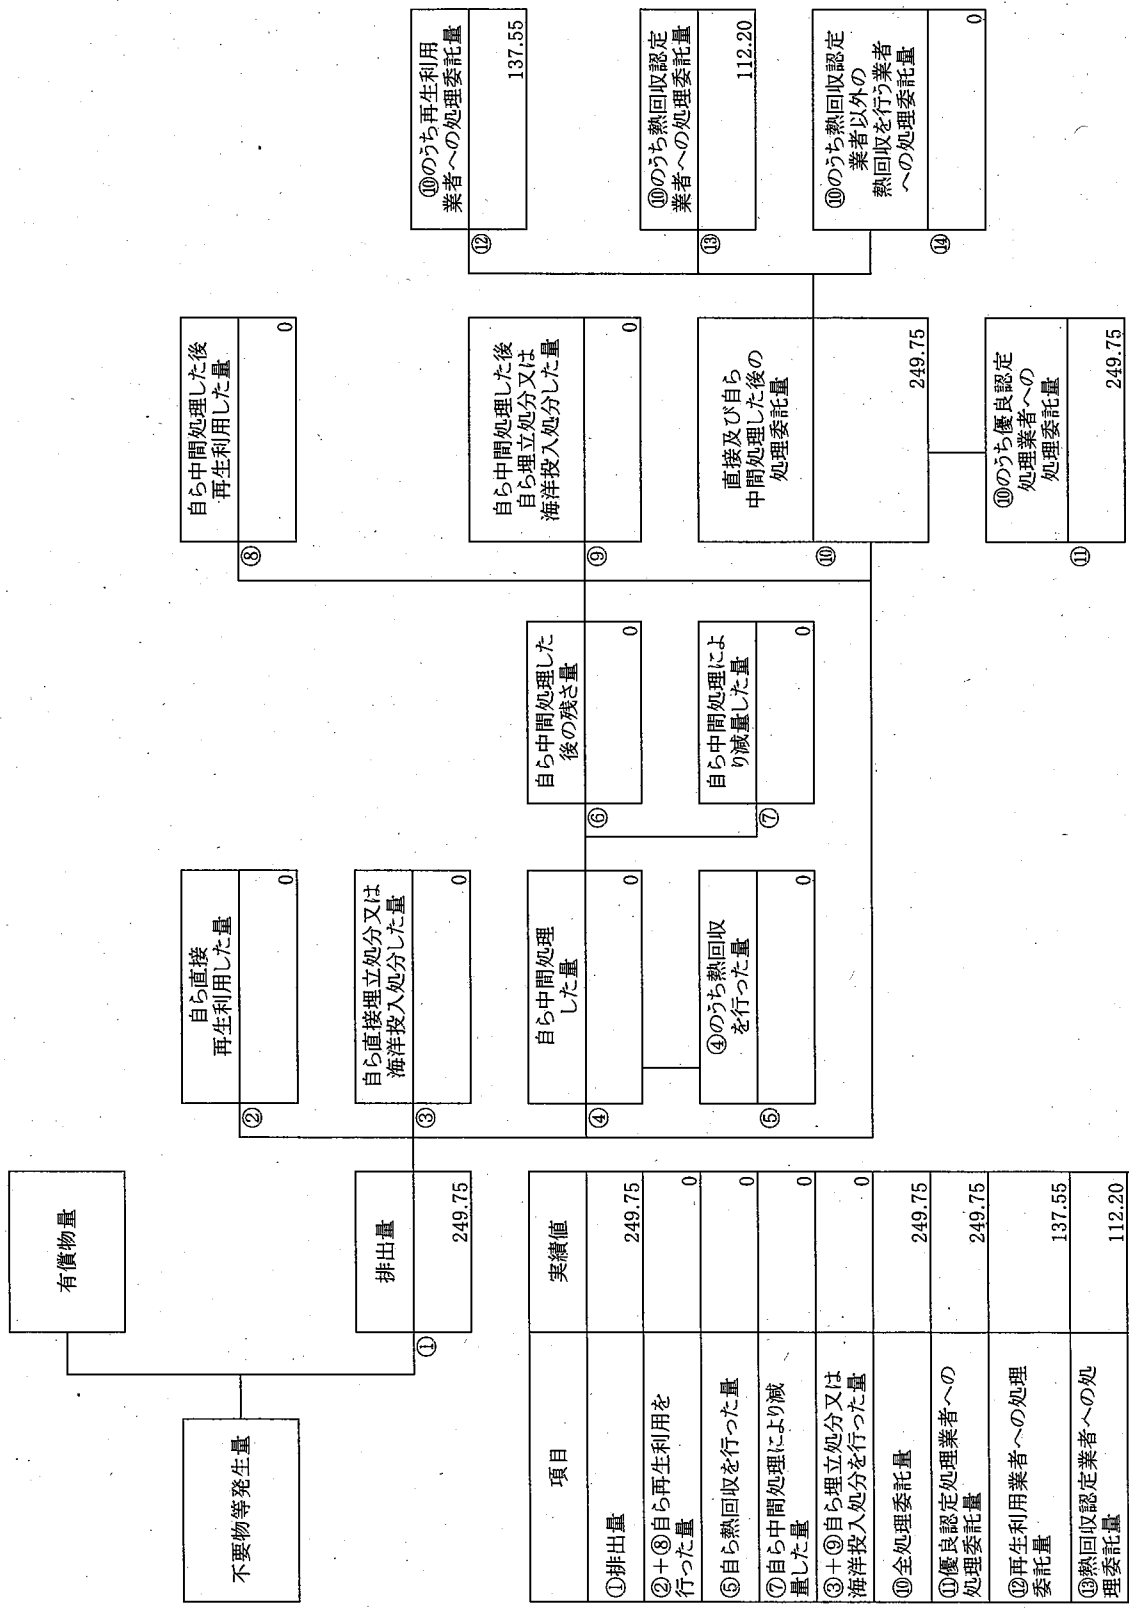 不要物等発生量
有償物量
排出量
①
249.75
自ら直接
再生利用した量
②
0
自ら直接埋立処分又は
海洋投入処分した量
③
0
自ら中間処理
した量
④
0
④のうち熱回収
を行った量
⑤
0
自ら中間処理した
後の残さ量
⑥
0
自ら中間処理によ
り減量した量
⑦
0
自ら中間処理した後
再生利用した量
⑧
0
自ら中間処理した後
自ら埋立処分又は
海洋投入処分した量
⑨
0
直接及び自ら
中間処理した後の
処理委託量
⑩
249.75
⑩のうち優良認定
処理業者への
処理委託量
⑪
249.75
⑩のうち再生利用
業者への処理委託量
⑫
137.55
⑩のうち熱回収認定
業者への処理委託量
⑬
112.20
⑩のうち熱回収認定
業者以外の
熱回収を行う業者
への処理委託量
⑭
0
項目 実績値
①排出量 249.75
②+⑧自ら再生利用を
行った量 0
⑤自ら熱回収を行った量 0
⑦自ら中間処理により減
量した量 0
③+⑨自ら埋立処分又は
海洋投入処分を行った量 0
⑩全処理委託量 249.75
⑪優良認定処理業者への
処理委託量 249.75
⑫再生利用業者への処理
委託量 137.55
⑬熱回収認定業者への処
理委託量 112.20